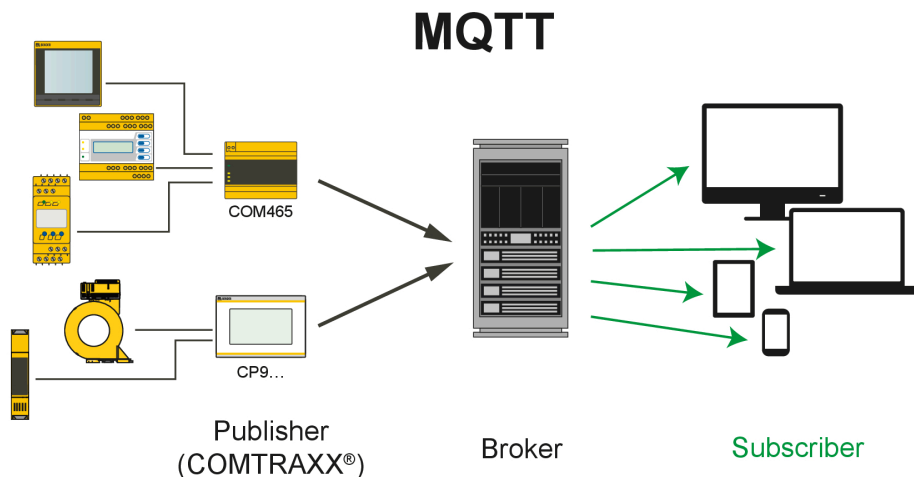 MQTT
COM465
CP9...
Publisher
(COMTRAXX®)
Broker
Subscriber